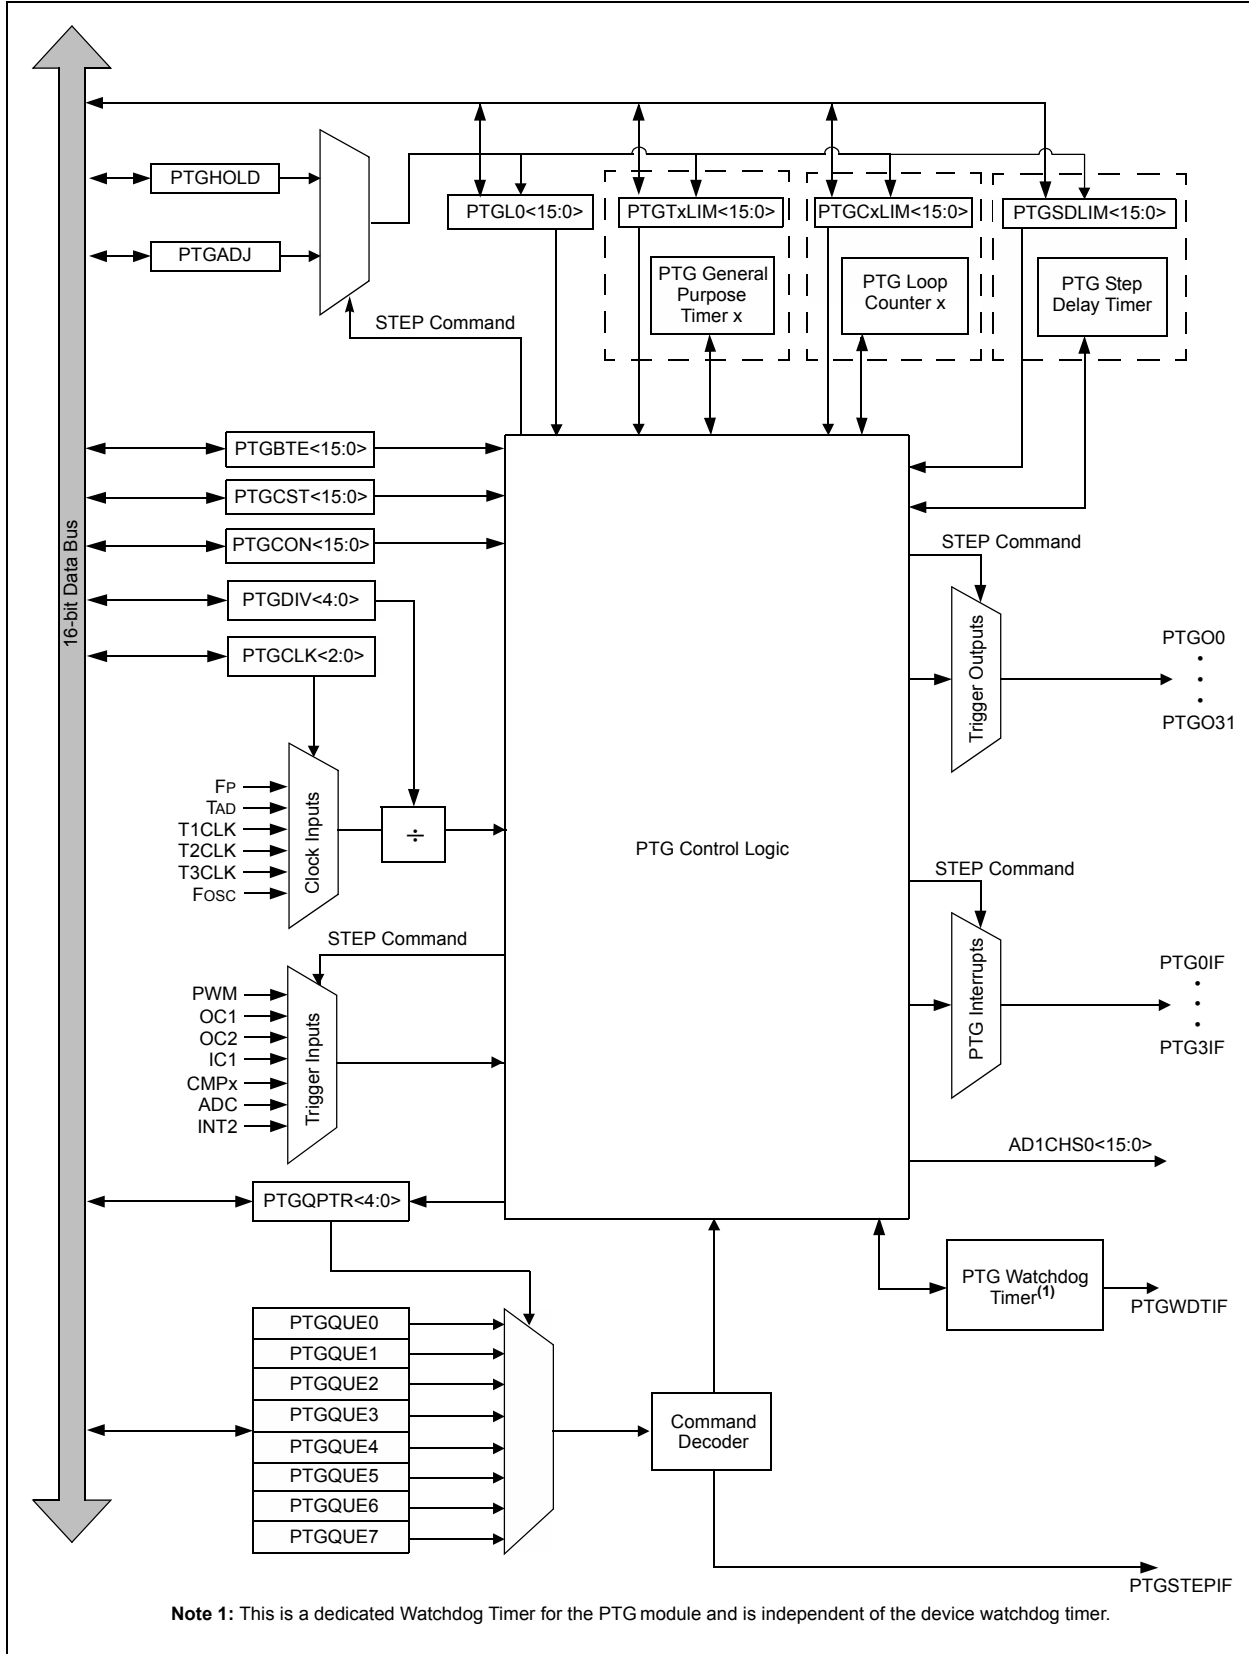 16-bit Data Bus
PTGHOLD
PTGADJ
PTGL0<15:0>
PTGTxLIM<15:0>
PTGCxLIM<15:0>
PTGSDLIM<15:0>
PTG General
Purpose
Timer x
PTG Loop
Counter x
PTG Step
Delay Timer
STEP Command
PTGBTE<15:0>
PTGCST<15:0>
PTGCON<15:0>
PTGDIV<4:0>
PTGCLK<2:0>
STEP Command
Trigger Outputs
PTGO0
•
•
•
PTGO31
FP
TAD
T1CLK
T2CLK
T3CLK
FOSC
Clock Inputs
÷
PTG Control Logic
STEP Command
PTG Interrupts
PTG0IF
•
•
•
PTG3IF
STEP Command
PWM
OC1
OC2
IC1
CMPx
ADC
INT2
Trigger Inputs
AD1CHS0<15:0>
PTGQPTR<4:0>
PTG Watchdog
Timer(1)
PTGWDTIF
PTGQUE0
PTGQUE1
PTGQUE2
PTGQUE3
PTGQUE4
PTGQUE5
PTGQUE6
PTGQUE7
Command
Decoder
PTGSTEPIF
Note 1: This is a dedicated Watchdog Timer for the PTG module and is independent of the device watchdog timer.